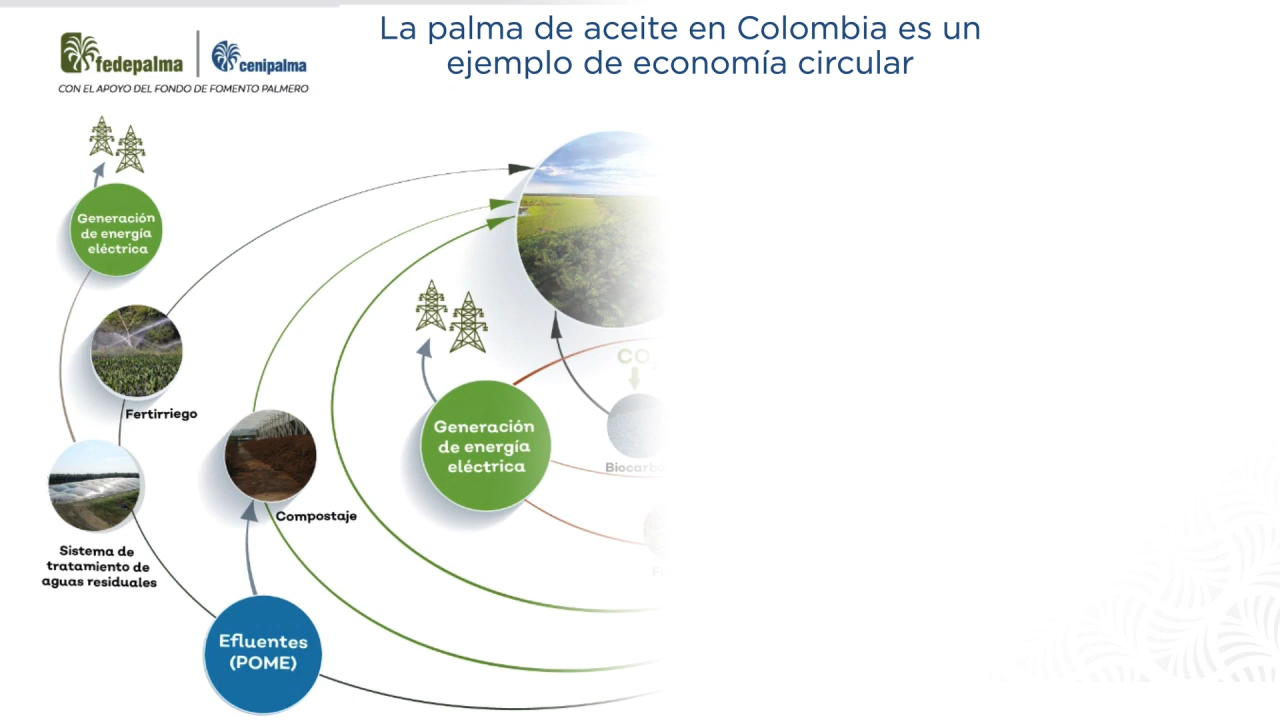 La palma de aceite en Colombia es un
ejemplo de economía circular
fedepalma
cenipalma
CON EL APOYO DEL FONDO DE FOMENTO PALMERO
Generación
de energía
eléctrica
Fertirriego
Generación
de energía
eléctrica
Compostaje
Sistema de
tratamiento de
aguas residuales
Efluentes
(POME)